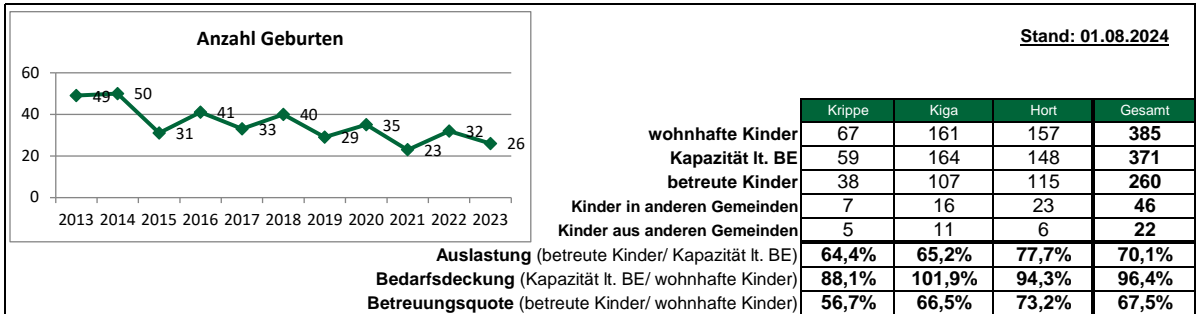 Anzahl Geburten
Stand: 01.08.2024
60
40
20
0
49 50 31 41 33 40 29 35 23 32 26
2013 2014 2015 2016 2017 2018 2019 2020 2021 2022 2023
Krippe Kiga Hort Gesamt
wohnhafte Kinder 67 161 157 385
Kapazität lt. BE 59 164 148 371
betreute Kinder 38 107 115 260
Kinder in anderen Gemeinden 7 16 23 46
Kinder aus anderen Gemeinden 5 11 6 22
Auslastung (betreute Kinder/ Kapazität lt. BE) 64,4% 65,2% 77,7% 70,1%
Bedarfsdeckung (Kapazität lt. BE/ wohnhafte Kinder) 88,1% 101,9% 94,3% 96,4%
Betreuungsquote (betreute Kinder/ wohnhafte Kinder) 56,7% 66,5% 73,2% 67,5%